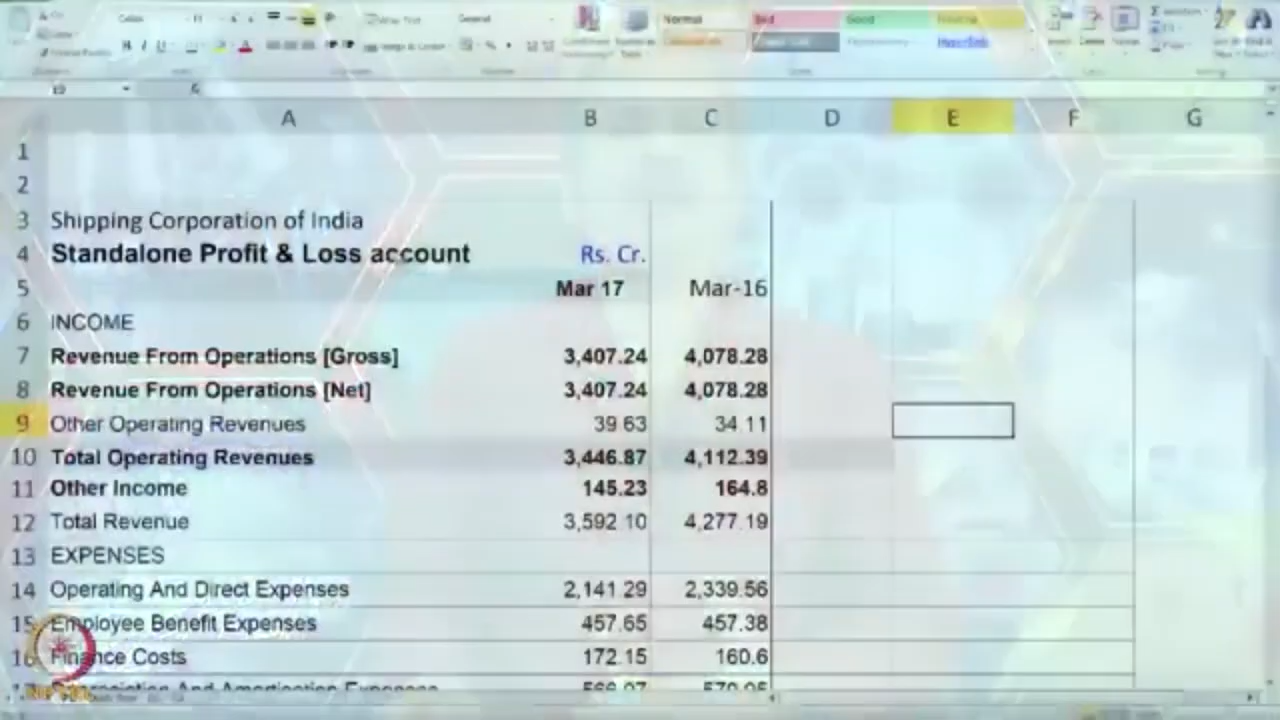 General
Normal
Bad
Good
Hyperlink
A B C D E F G
1
2
3 Shipping Corporation of India
4 Standalone Profit & Loss account Rs. Cr.
5 Mar 17 Mar-16
6 INCOME
7 Revenue From Operations [Gross] 3,407.24 4,078.28
8 Revenue From Operations [Net] 3,407.24 4,078.28
9 Other Operating Revenues 39 63 34 11
10 Total Operating Revenues 3,446.87 4,112.39
11 Other Income 145.23 164.8
12 Total Revenue 3,592 10 4,277.19
13 EXPENSES
14 Operating And Direct Expenses 2,141.29 2,339.56
15 Employee Benefit Expenses 457.65 457.38
16 Finance Costs 172.15 160.6